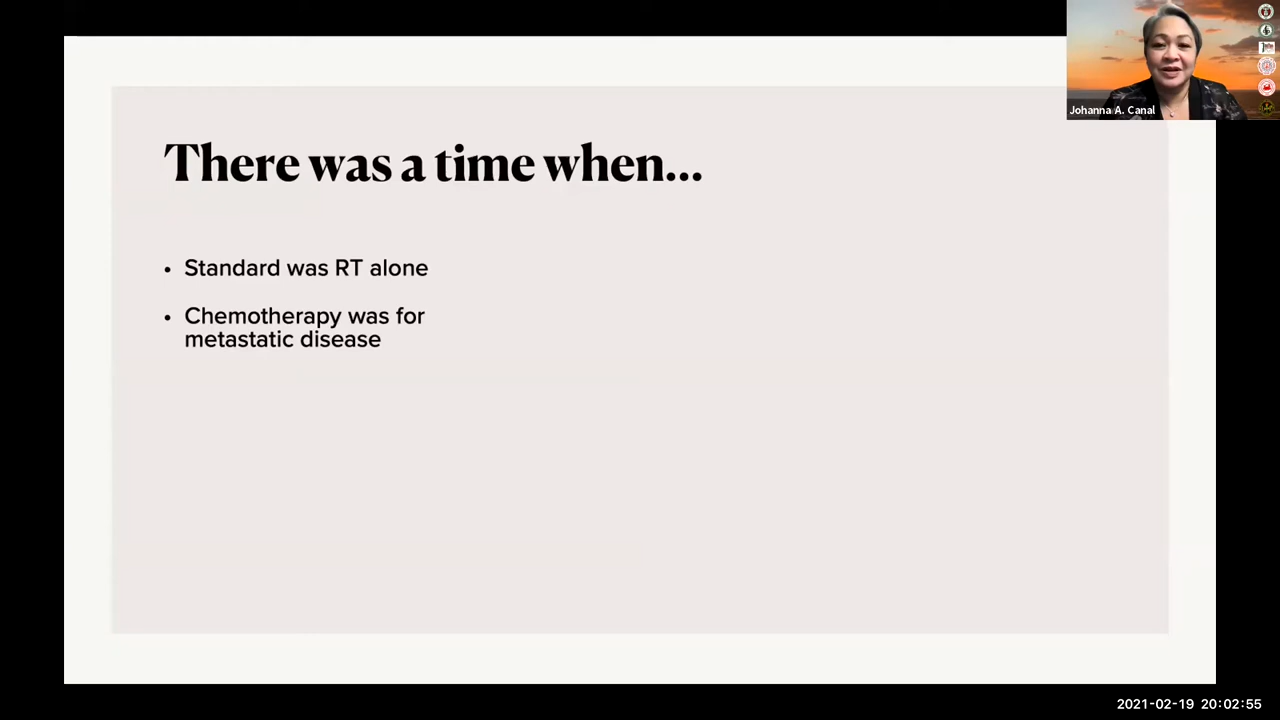 Johanna A. Canal
There was a time when...
• Standard was RT alone
• Chemotherapy was for
metastatic disease
2021-02-19 20:02:55